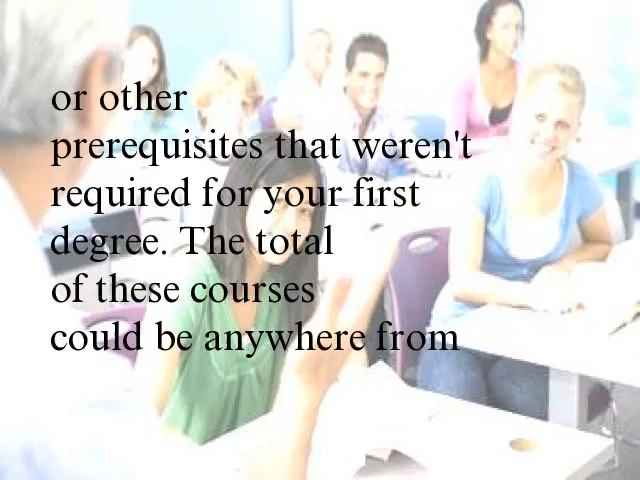 or other
prerequisites that weren't
required for your first
degree. The total
of these courses
could be anywhere from